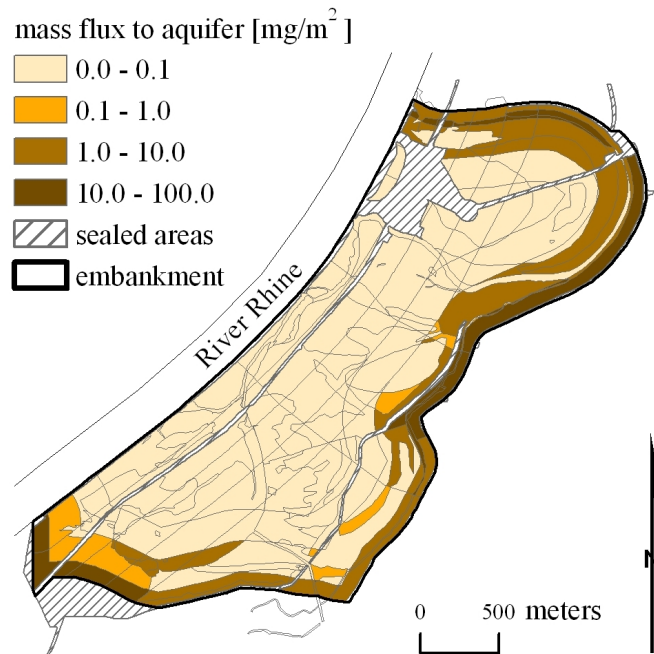 mass flux to aquifer [mg/m²]
0.0 - 0.1
0.1 - 1.0
1.0 - 10.0
10.0 - 100.0
sealed areas
embankment
River Rhine
0 500 meters